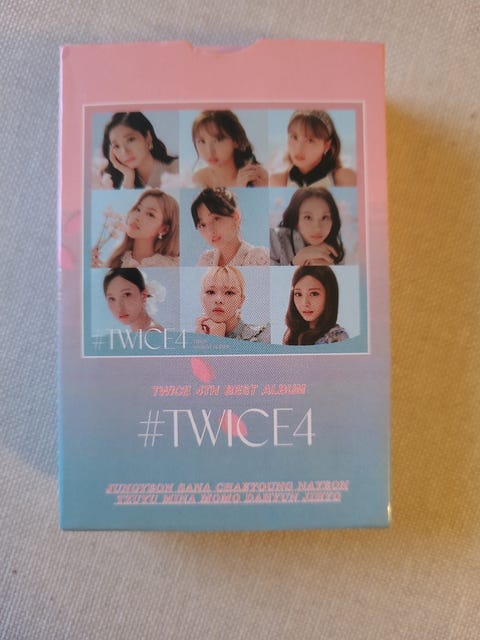 #TWICE4
TWICE 4TH BEST ALBUM
#TWICE4
JUNGYEON SANA CHAEYOUNG NAYEON
TZUYU MINA MOMO DAHYUN JIHYO